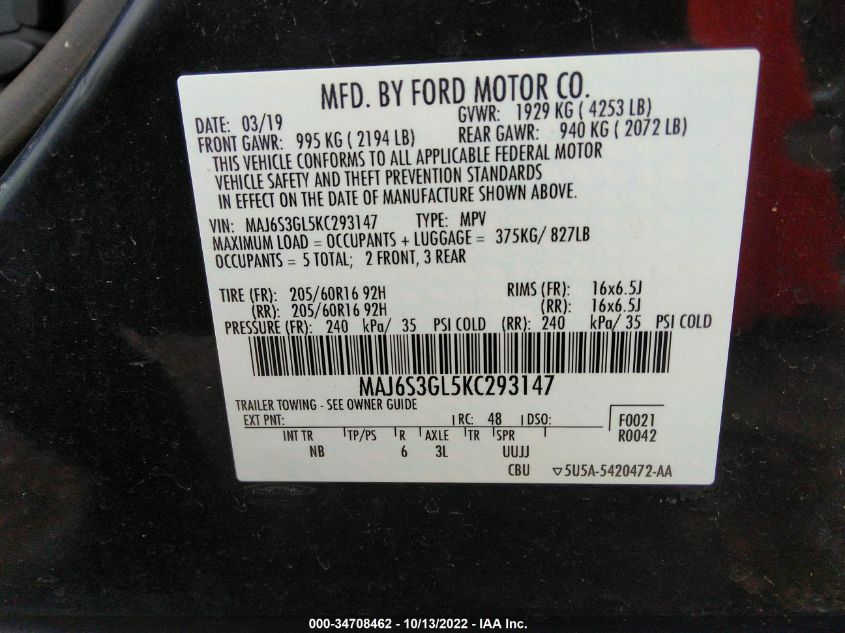 MFD. BY FORD MOTOR CO.
DATE: 03/19 GVWR: 1929 KG ( 4253 LB)
FRONT GAWR: 995 KG ( 2194 LB) REAR GAWR: 940 KG ( 2072 LB)
THIS VEHICLE CONFORMS TO ALL APPLICABLE FEDERAL MOTOR
VEHICLE SAFETY AND THEFT PREVENTION STANDARDS
IN EFFECT ON THE DATE OF MANUFACTURE SHOWN ABOVE.
VIN: MAJ6S3GL5KC293147 TYPE: MPV
MAXIMUM LOAD = OCCUPANTS + LUGGAGE = 375KG/ 827LB
OCCUPANTS = 5 TOTAL; 2 FRONT, 3 REAR
TIRE (FR): 205/60R16 92H RIMS (FR): 16x6.5J
(RR): 205/60R16 92H (RR): 16x6.5J
PRESSURE (FR): 240 kPa/ 35 PSI COLD (RR): 240 kPa/ 35 PSI COLD
MAJ6S3GL5KC293147
TRAILER TOWING - SEE OWNER GUIDE
EXT PNT: RC: 48 DSO: F0021
INT TR TP/PS R AXLE TR SPR R0042
NB 6 3L UUJJ
CBU 5U5A-5420472-AA
000-34708462 - 10/13/2022 - IAA Inc.